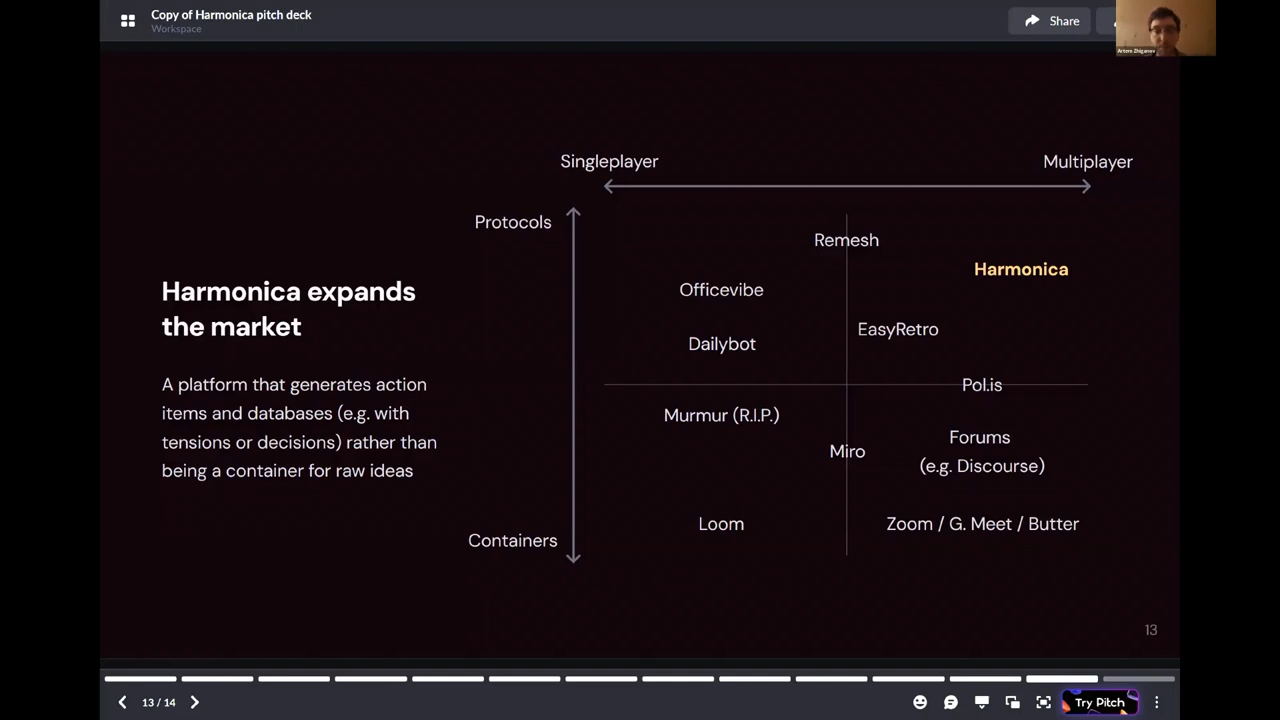 Copy of Harmonica pitch deck
Workspace
Share
Artem Zhiganov
Singleplayer
Multiplayer
Protocols
Remesh
Harmonica
Officevibe
EasyRetro
Dailybot
Harmonica expands
the market
A platform that generates action
items and databases (e.g. with
tensions or decisions) rather than
being a container for raw ideas
Pol.is
Murmur (R.I.P.)
Miro
Forums
(e.g. Discourse)
Loom
Zoom / G. Meet / Butter
Containers
13
13 / 14
Try Pitch